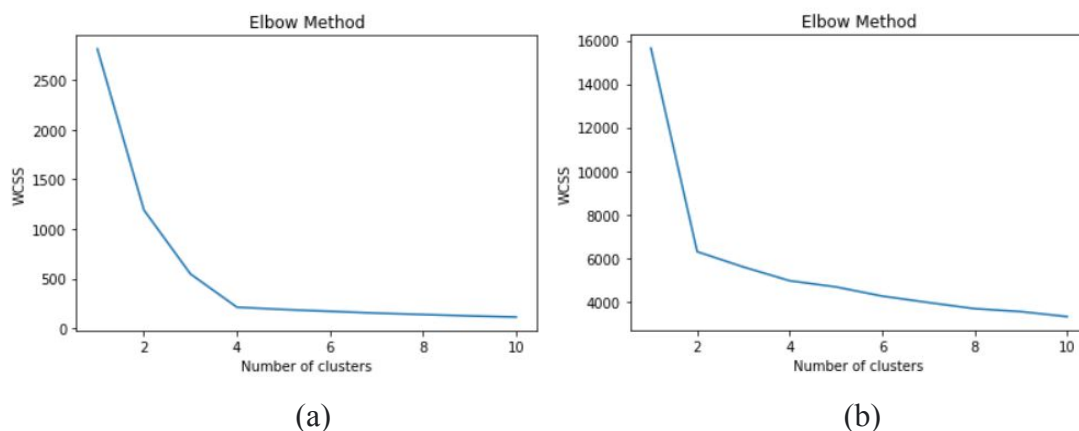 Elbow Method
2500
2000
1500
1000
500
0
WCSS
2 4 6 8 10
Number of clusters
(a)
Elbow Method
16000
14000
12000
10000
8000
6000
4000
WCSS
2 4 6 8 10
Number of clusters
(b)